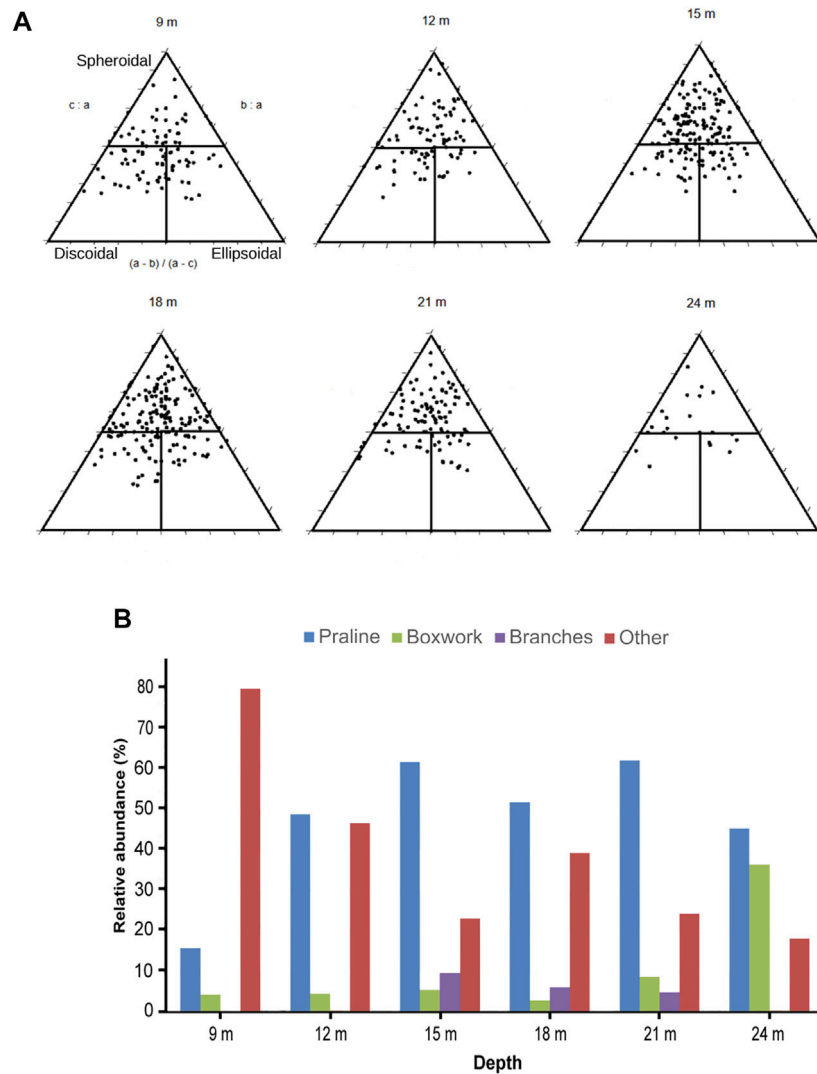 A
9 m
12 m
15 m
Spheroidal
c : a
b : a
Discoidal
Ellipsoidal
(a - b) / (a - c)
18 m
21 m
24 m
B
Praline
Boxwork
Branches
Other
Relative abundance (%)
80
70
60
50
40
30
20
10
0
9 m
12 m
15 m
18 m
21 m
24 m
Depth